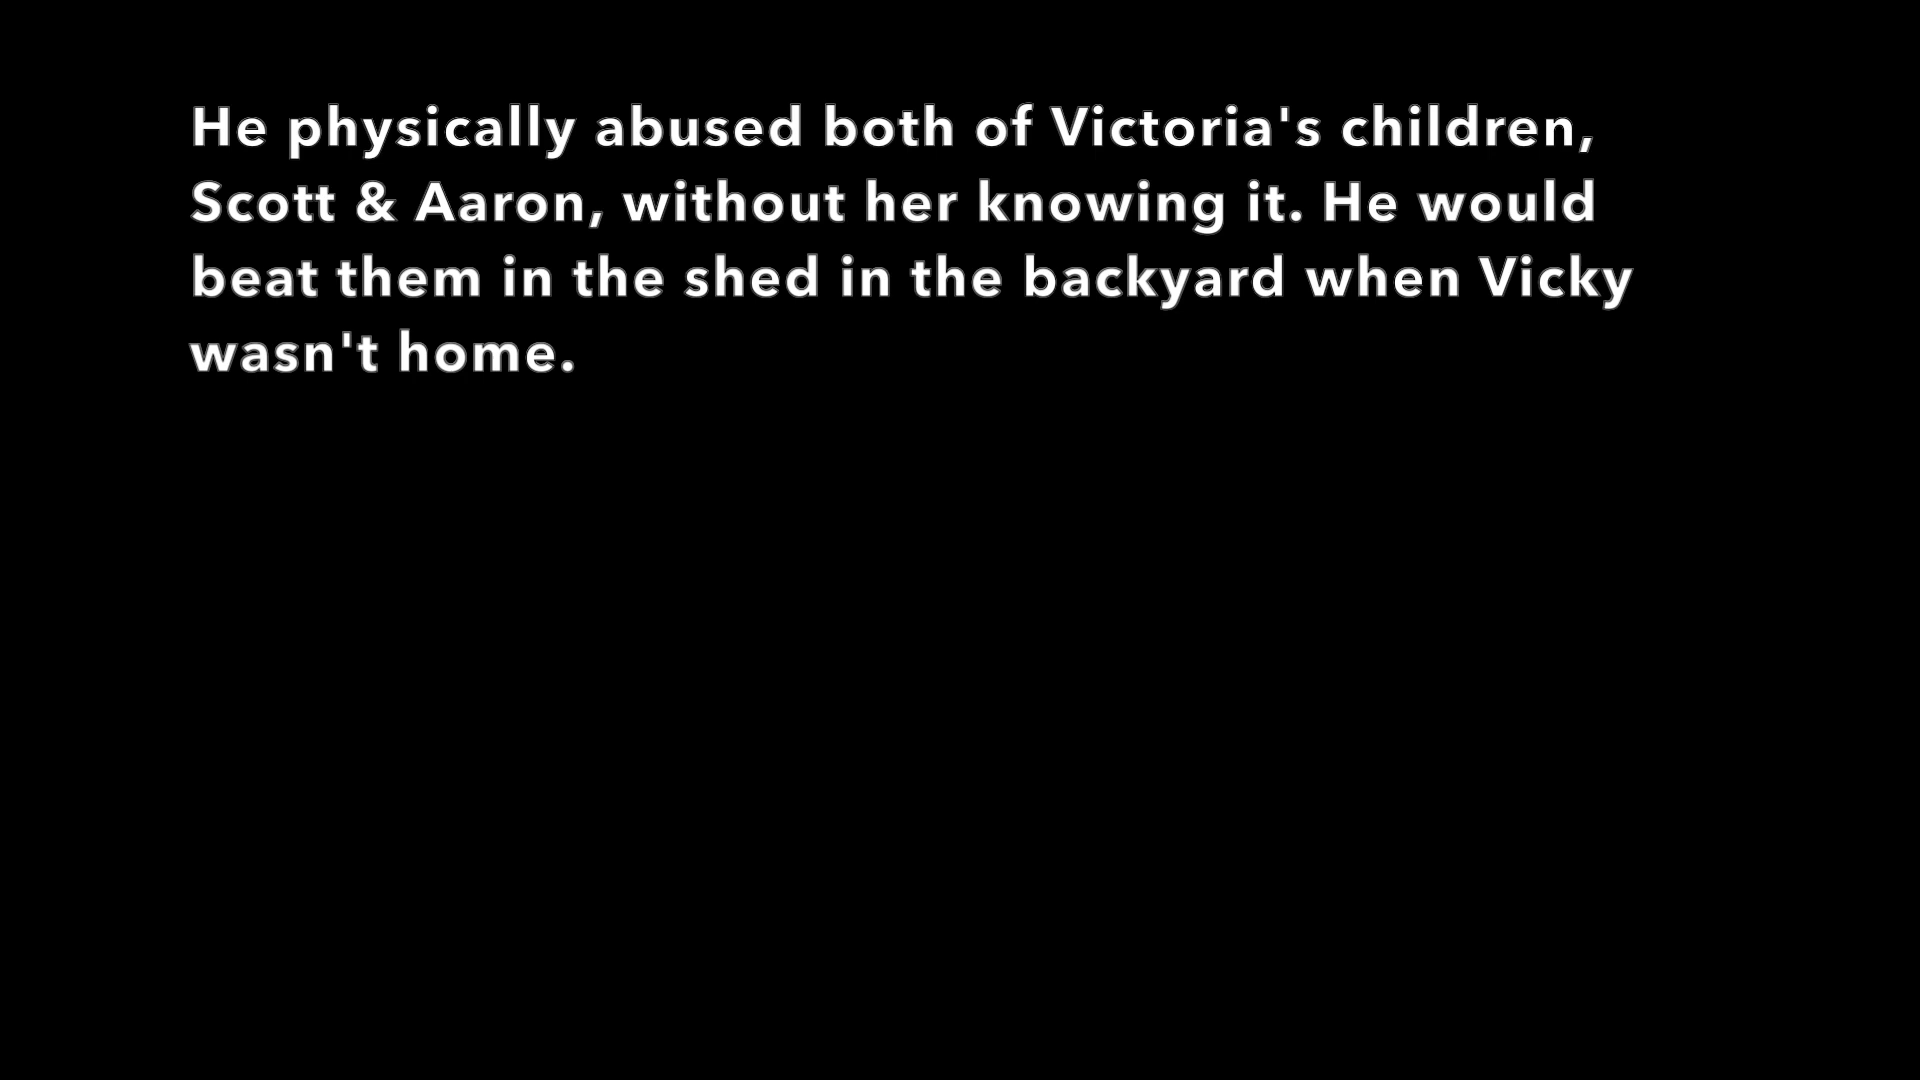 He physically abused both of Victoria's children,
Scott & Aaron, without her knowing it. He would
beat them in the shed in the backyard when Vicky
wasn't home.